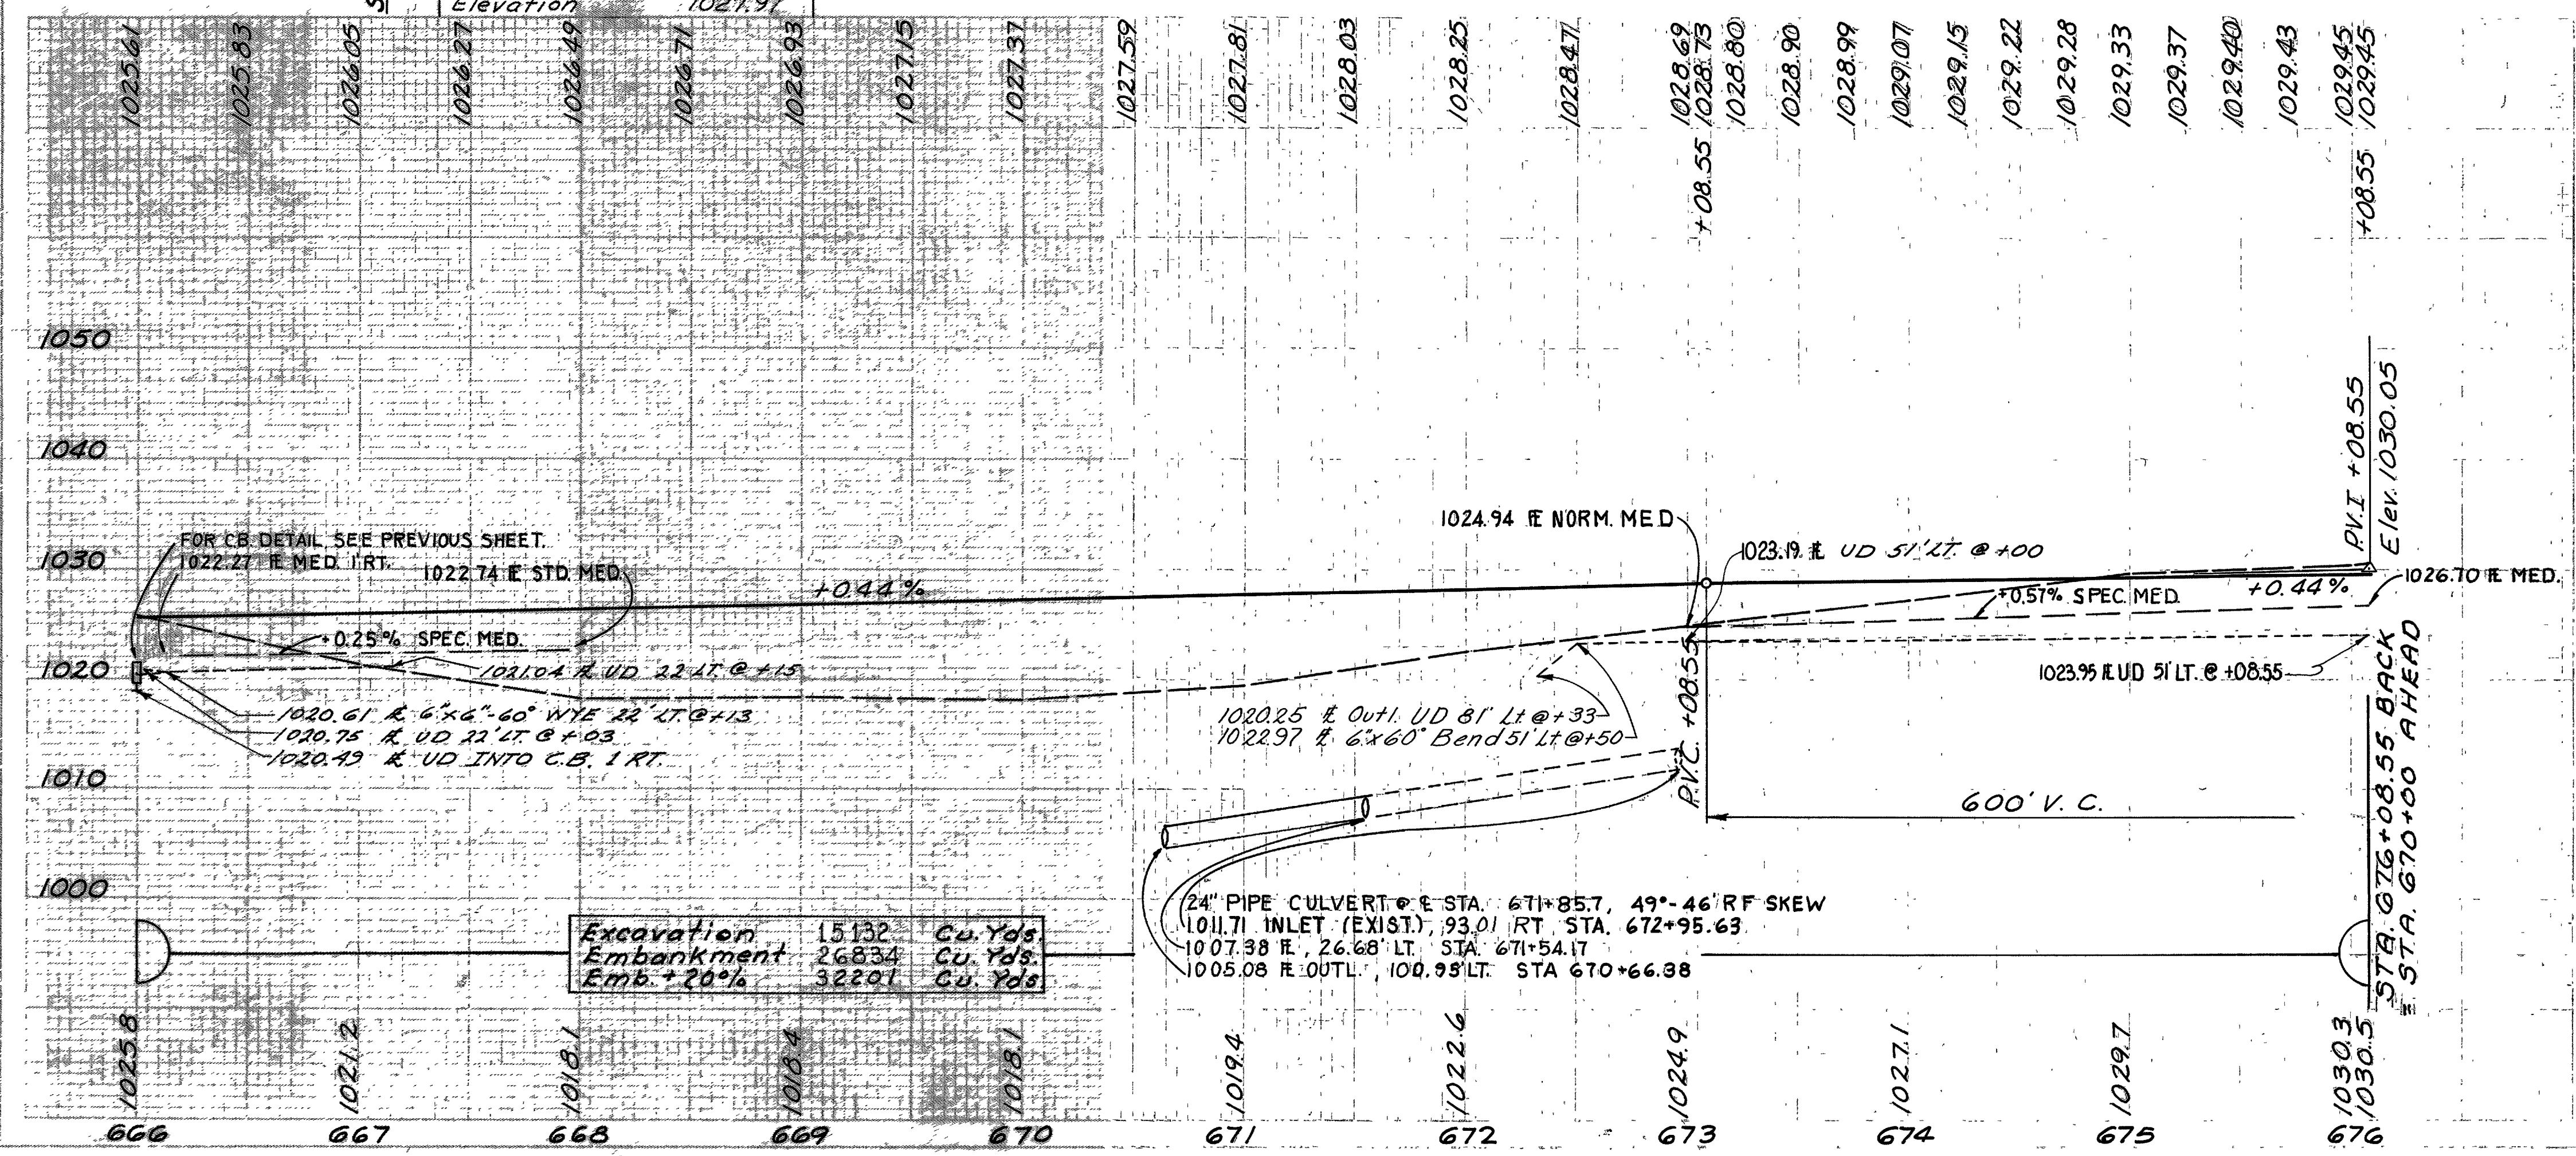 Elevation 1027.97
1025.61 1025.83 1026.05 1026.27 1026.49 1026.71 1026.93 1027.15 1027.37 1027.59 1027.81 1028.03 1028.25 1028.47 1028.69 1028.73 1028.80 1028.90 1028.99 1029.07 1029.15 1029.22 1029.28 1029.33 1029.37 1029.40 1029.43 1029.45 1029.45
+08.55 +08.55
1050
1040
1030
1020
1010
1000
P.V.I +08.55
Elev. 1030.05
FOR CB DETAIL SEE PREVIOUS SHEET.
1022.27 ⅊ MED. 1' RT.
1022.74 ⅊ STD. MED.
+0.44%
+0.25% SPEC. MED.
1021.04 ⅊ UD 22 LT. @ +15
1020.61 ⅊ 6"x6"-60° WYE 22' LT. @ +13
1020.75 ⅊ UD 22' LT. @ +03
1020.49 ⅊ UD INTO C.B. 1 RT.
1024.94 ⅊ NORM. MED
1023.19 ⅊ UD 51' LT. @ +00
+0.57% SPEC. MED.
+0.44%
1026.70 ⅊ MED.
1020.25 ⅊ Outl. UD 81' Lt @ +33
1022.97 ⅊ 6"x60° Bend 51' Lt. @ +50
1023.95 ⅊ UD 51' LT. @ +08.55
P.V.C. +08.55
600' V. C.
STA. 676+08.55 BACK
= STA. 670+00 AHEAD
24" PIPE CULVERT @ ℄ STA. 671+85.7, 49°-46' RF SKEW
1011.71 INLET (EXIST), 93.01 RT STA. 672+95.63
1007.38 ⅊, 26.68' LT. STA. 671+54.17
1005.08 ⅊ OUTL., 100.95' LT. STA 670+66.38
Excavation 15132 Cu. Yds.
Embankment 26834 Cu. Yds.
Emb. + 20% 32201 Cu. Yds
1025.8 1021.2 1018.1 1018.4 1018.1 1019.4 1022.6 1024.9 1027.1 1029.7 1030.3 1030.5
666 667 668 669 670 671 672 673 674 675 676